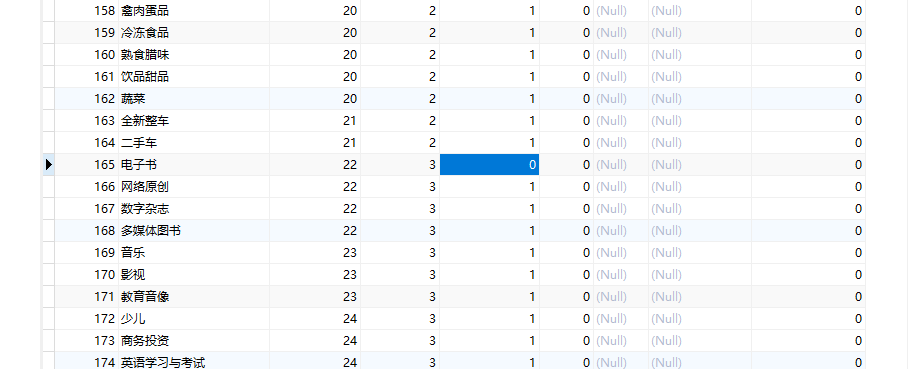 158 禽肉蛋品 20 2 1 0 (Null) (Null) 0
159 冷冻食品 20 2 1 0 (Null) (Null) 0
160 熟食腊味 20 2 1 0 (Null) (Null) 0
161 饮品甜品 20 2 1 0 (Null) (Null) 0
162 蔬菜 20 2 1 0 (Null) (Null) 0
163 全新整车 21 2 1 0 (Null) (Null) 0
164 二手车 21 2 1 0 (Null) (Null) 0
165 电子书 22 3 0 0 (Null) (Null) 0
166 网络原创 22 3 1 0 (Null) (Null) 0
167 数字杂志 22 3 1 0 (Null) (Null) 0
168 多媒体图书 22 3 1 0 (Null) (Null) 0
169 音乐 23 3 1 0 (Null) (Null) 0
170 影视 23 3 1 0 (Null) (Null) 0
171 教育音像 23 3 1 0 (Null) (Null) 0
172 少儿 24 3 1 0 (Null) (Null) 0
173 商务投资 24 3 1 0 (Null) (Null) 0
174 英语学习与考试 24 3 1 0 (Null) (Null) 0